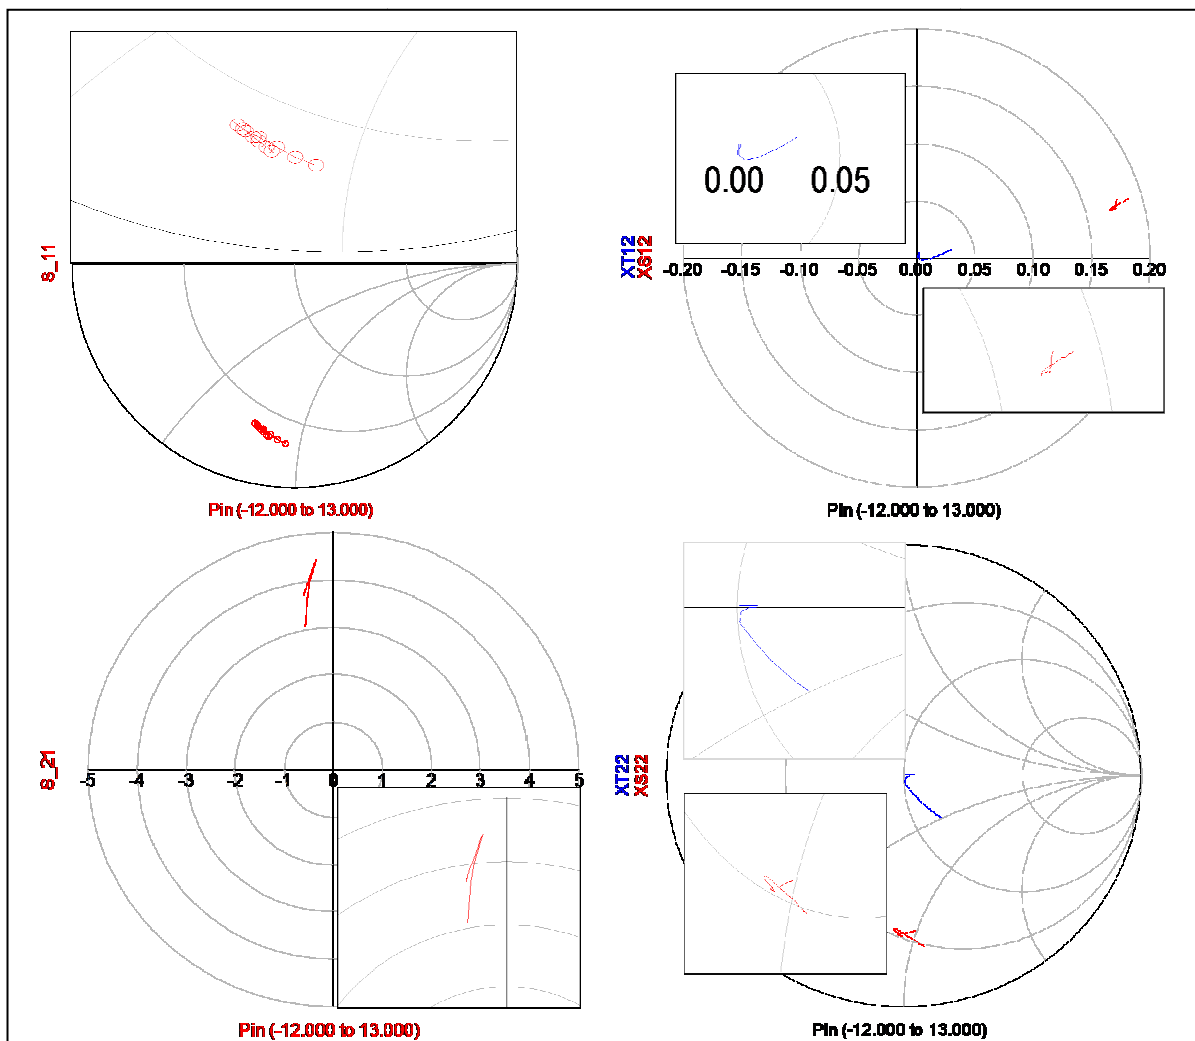 S_11
Pin (-12.000 to 13.000)
0.00 0.05
XT12
XS12
-0.20 -0.15 -0.10 -0.05 0.00 0.05 0.10 0.15 0.20
Pin (-12.000 to 13.000)
S_21
-5 -4 -3 -2 -1 0 1 2 3 4 5
Pin (-12.000 to 13.000)
XT22
XS22
Pin (-12.000 to 13.000)